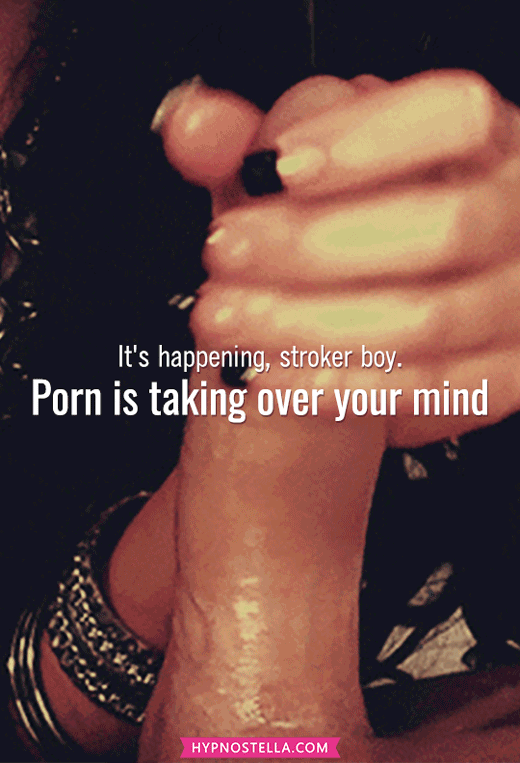 It's happening, stroker boy.
Porn is taking over your mind
HYPNOSTELLA.COM